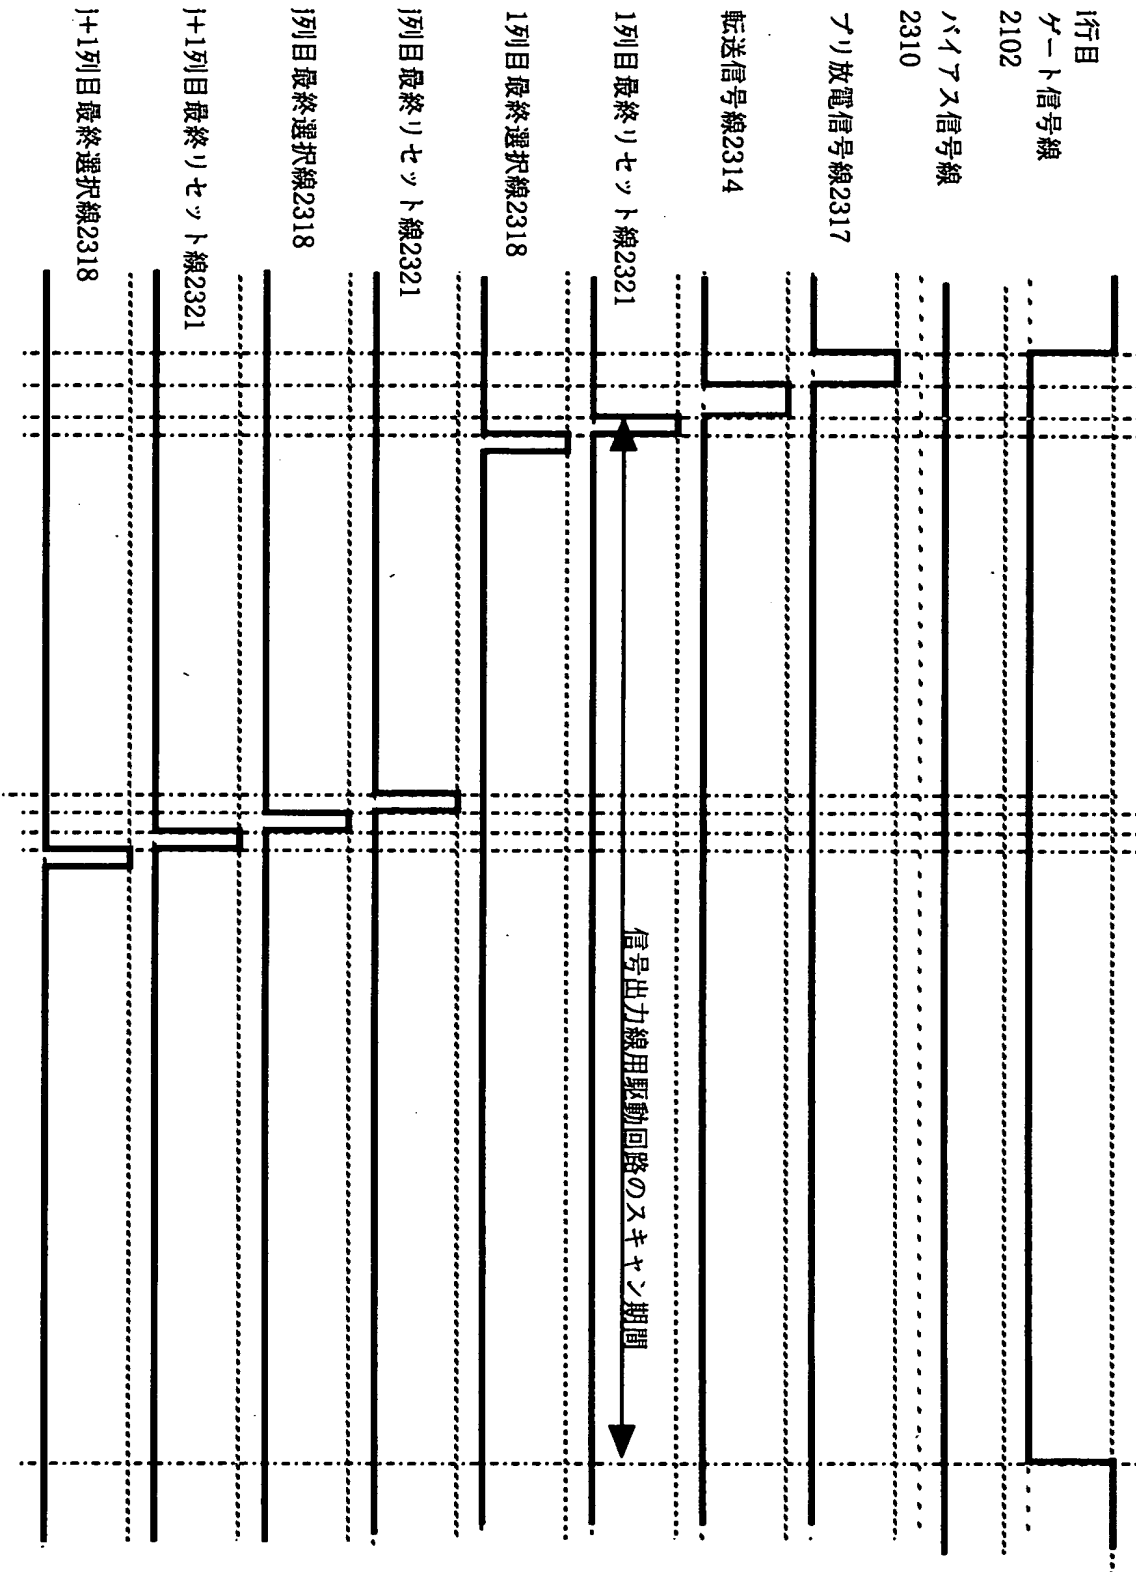 i行目
ゲート信号線
2102
バイアス信号線
2310
プリ放電信号線2317
転送信号線2314
1列目最終リセット線2321
1列目最終選択線2318
j列目最終リセット線2321
j列目最終選択線2318
j+1列目最終リセット線2321
j+1列目最終選択線2318
信号出力線用駆動回路のスキャン期間